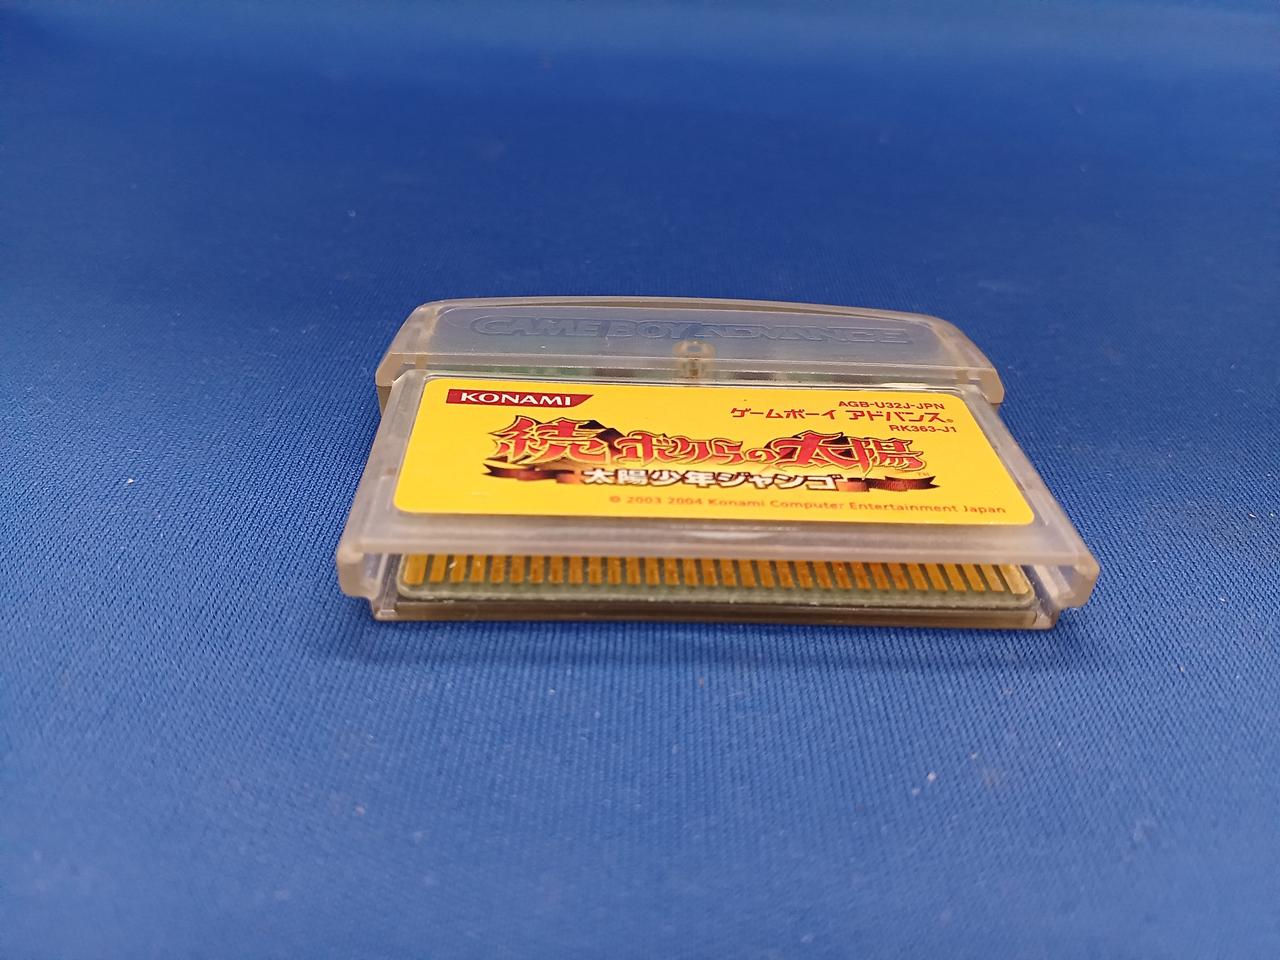 GAME BOY ADVANCE
KONAMI
AGB-U32J-JPN
ゲームボーイ アドバンス®
RK363-J1
続ボクらの太陽
太陽少年ジャンゴ
TM
© 2003 2004 Konami Computer Entertainment Japan